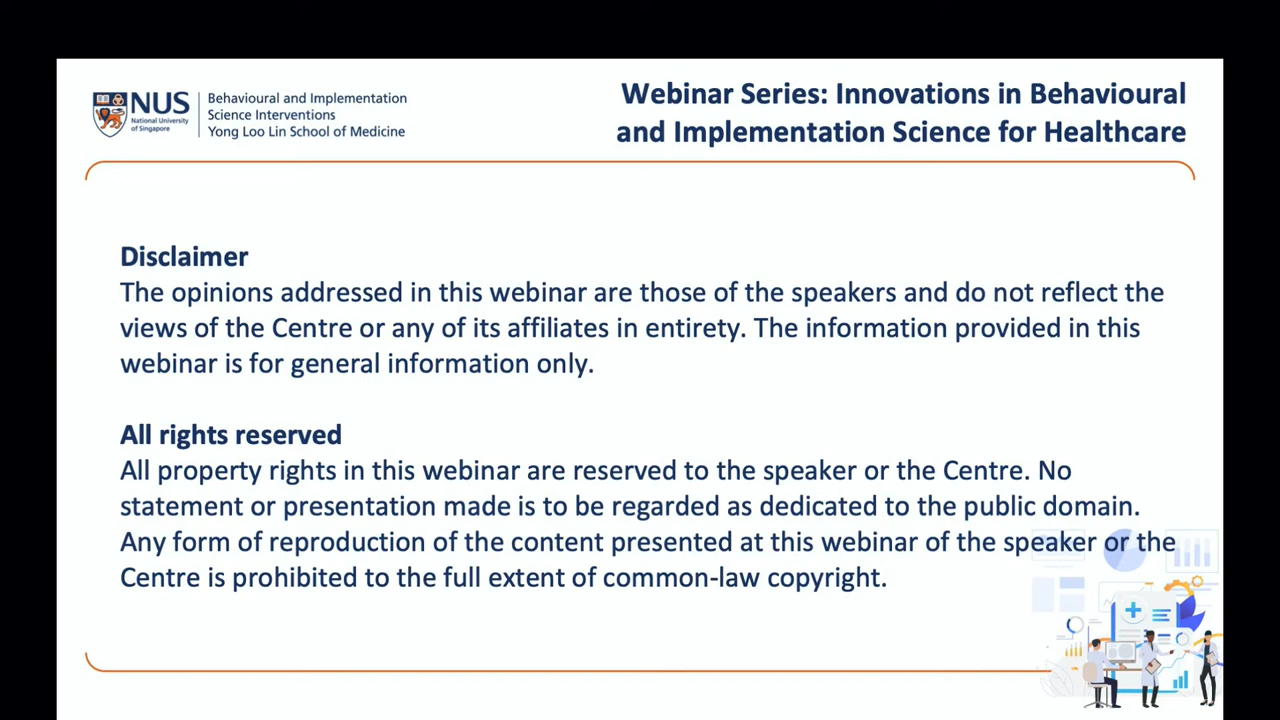 NUS
National University
of Singapore
Behavioural and Implementation
Science Interventions
Yong Loo Lin School of Medicine
Webinar Series: Innovations in Behavioural
and Implementation Science for Healthcare
Disclaimer
The opinions addressed in this webinar are those of the speakers and do not reflect the
views of the Centre or any of its affiliates in entirety. The information provided in this
webinar is for general information only.
All rights reserved
All property rights in this webinar are reserved to the speaker or the Centre. No
statement or presentation made is to be regarded as dedicated to the public domain.
Any form of reproduction of the content presented at this webinar of the speaker or the
Centre is prohibited to the full extent of common-law copyright.